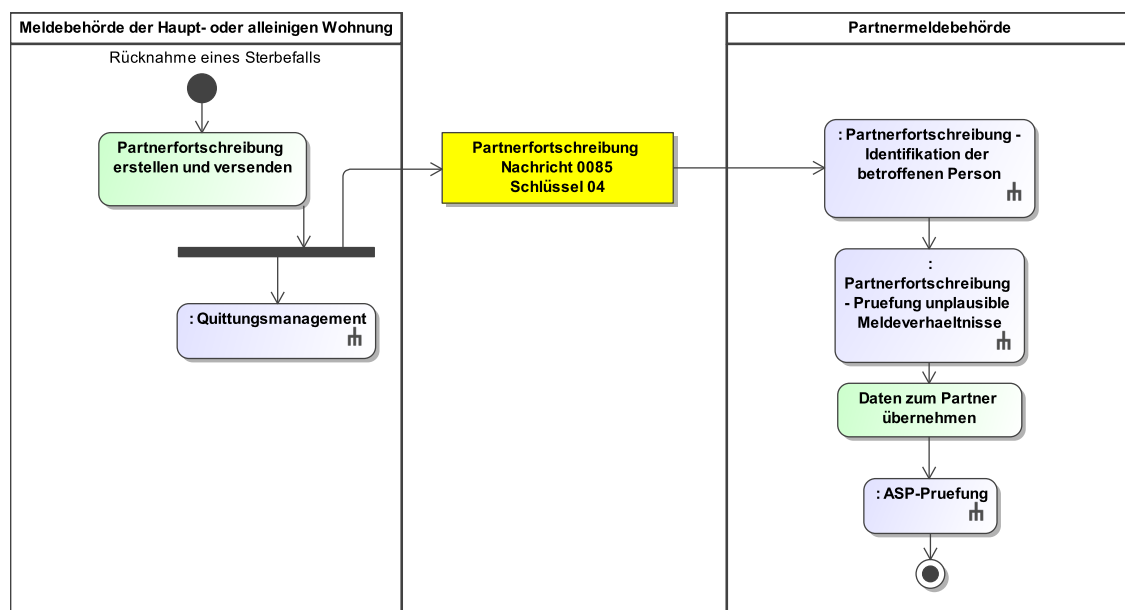 Meldebehörde der Haupt- oder alleinigen Wohnung
Rücknahme eines Sterbefalls
Partnerfortschreibung
erstellen und versenden
: Quittungsmanagement
Partnerfortschreibung
Nachricht 0085
Schlüssel 04
Partnermeldebehörde
: Partnerfortschreibung -
Identifikation der
betroffenen Person
:
Partnerfortschreibung
- Pruefung unplausible
Meldeverhaeltnisse
Daten zum Partner
übernehmen
: ASP-Pruefung